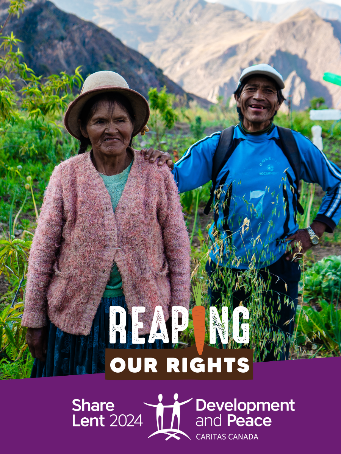 REAPING
OUR RIGHTS
Share
Lent 2024
Development
and Peace
CARITAS CANADA